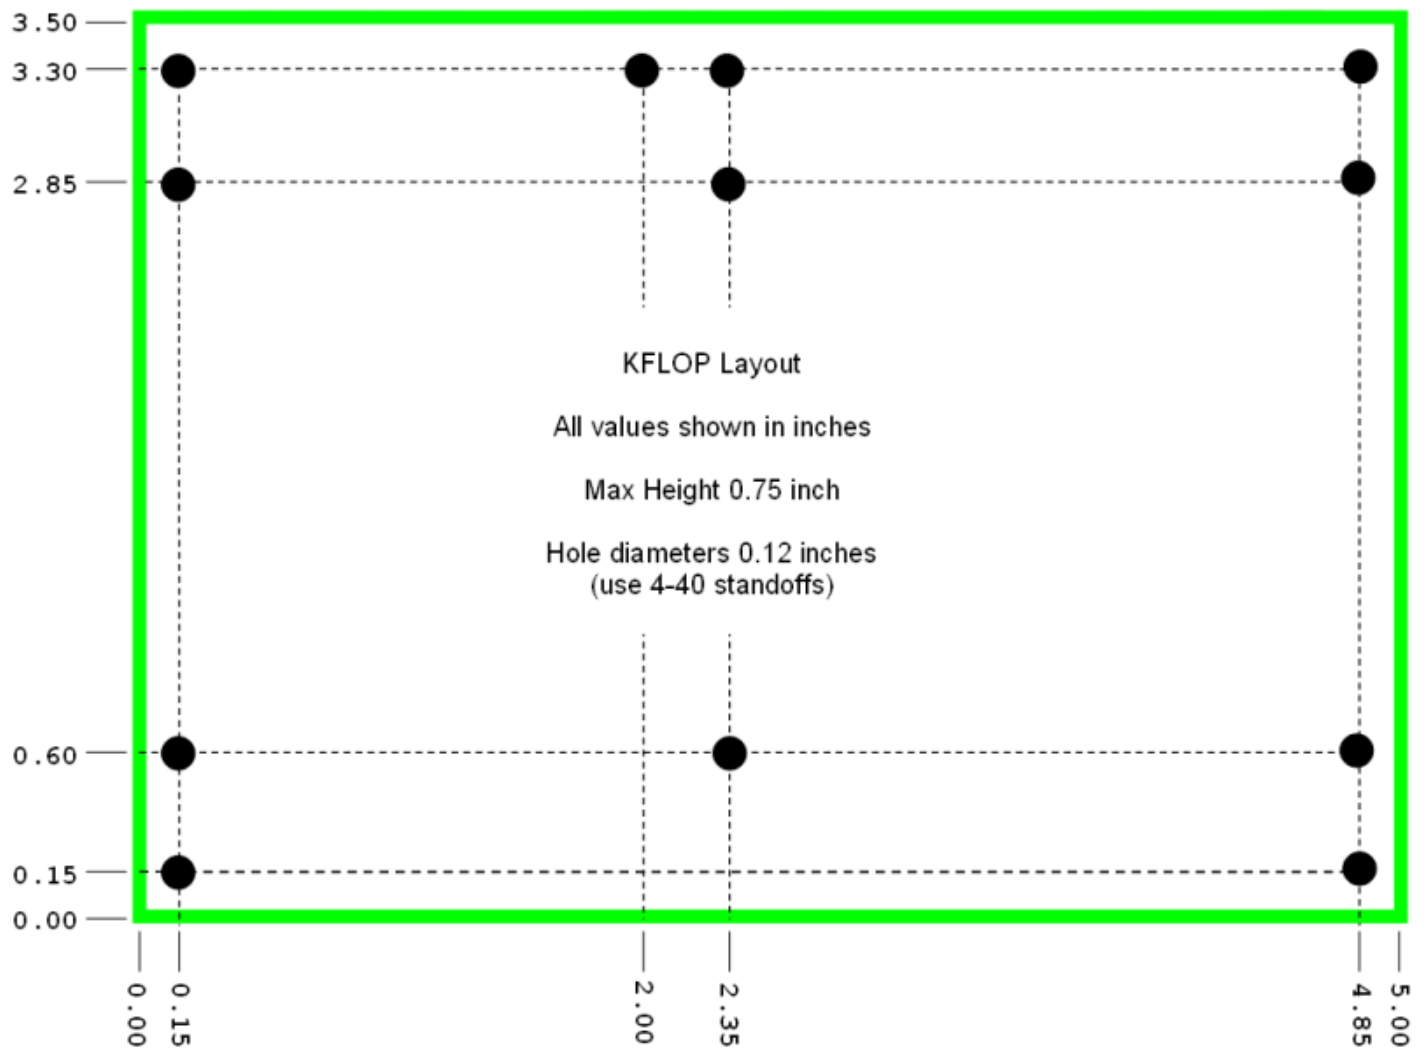 3.50
3.30
2.85
KFLOP Layout
All values shown in inches
Max Height 0.75 inch
Hole diameters 0.12 inches
(use 4-40 standoffs)
0.60
0.15
0.00
0.00
0.15
2.00
2.35
4.85
5.00